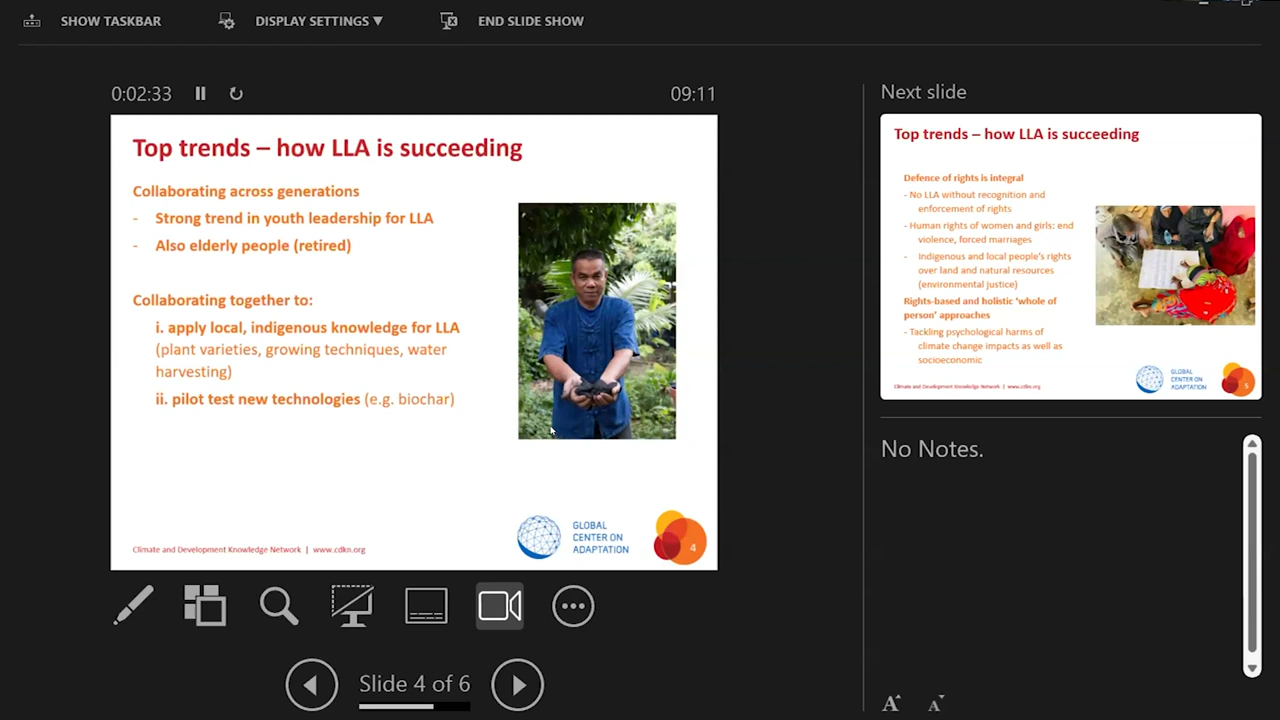 SHOW TASKBAR
DISPLAY SETTINGS ▼
END SLIDE SHOW
0:02:33
09:11
Top trends – how LLA is succeeding
Collaborating across generations
- Strong trend in youth leadership for LLA
- Also elderly people (retired)
Collaborating together to:
i. apply local, indigenous knowledge for LLA
(plant varieties, growing techniques, water
harvesting)
ii. pilot test new technologies (e.g. biochar)
Climate and Development Knowledge Network | www.cdkn.org
GLOBAL
CENTER ON
ADAPTATION
4
Slide 4 of 6
Next slide
Top trends – how LLA is succeeding
Defence of rights is integral
- No LLA without recognition and
enforcement of rights
- Human rights of women and girls: end
violence, forced marriages
- Indigenous and local people's rights
over land and natural resources
(environmental justice)
Rights-based and holistic 'whole of
person' approaches
- Tackling psychological harms of
climate change impacts as well as
socioeconomic
Climate and Development Knowledge Network | www.cdkn.org
GLOBAL
CENTER ON
ADAPTATION
5
No Notes.
A
A